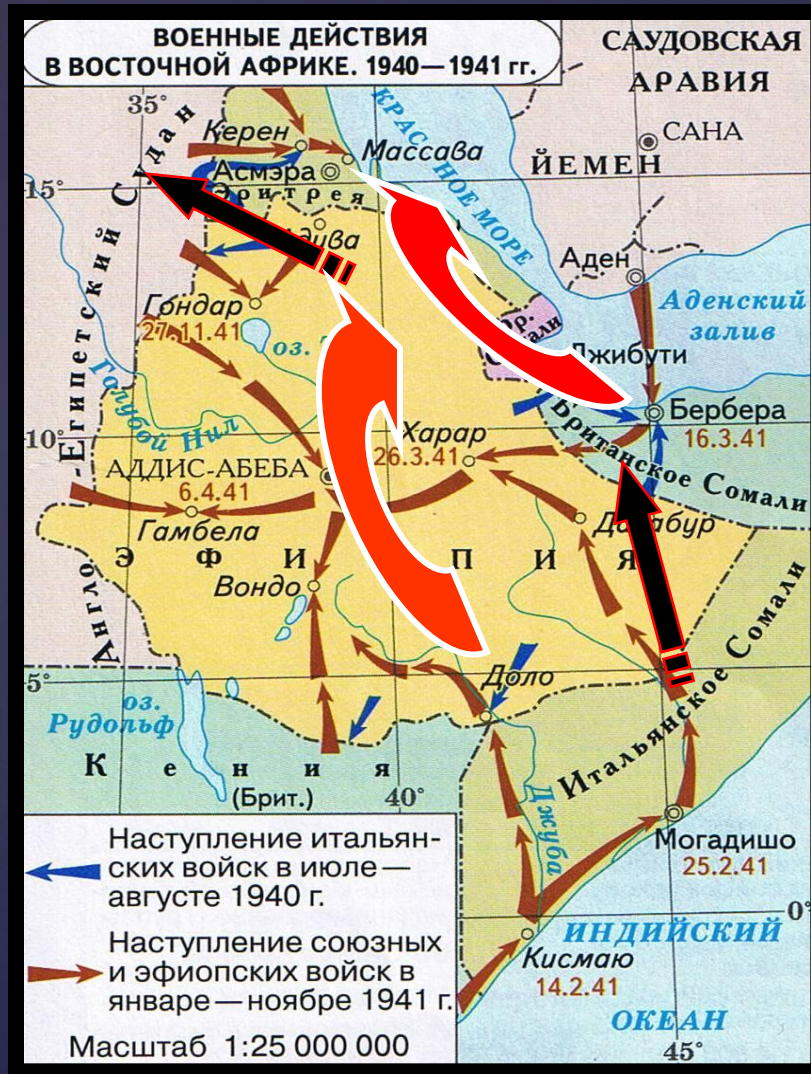 ВОЕННЫЕ ДЕЙСТВИЯ
В ВОСТОЧНОЙ АФРИКЕ. 1940—1941 гг.
САУДОВСКАЯ
АРАВИЯ
35°
КРАСНОЕ МОРЕ
Керен
Массава
САНА
Асмэра
ЙЕМЕН
15°
Эритрея
Аден
Гондар
27.11.41
оз.
Аденский
залив
Джибути
Голубой Нил
Бербера
16.3.41
10°
Харар
26.3.41
Британское Сомали
АДДИС-АБЕБА
6.4.41
Гамбела
Англо-Египетский Судан
Вондо
Доло
5°
оз.
Рудольф
Итальянское Сомали
Кения
(Брит.)
40°
Джуба
Могадишо
25.2.41
0°
ИНДИЙСКИЙ
ОКЕАН
Кисмаю
14.2.41
45°
Наступление итальян-
ских войск в июле—
августе 1940 г.
Наступление союзных
и эфиопских войск в
январе—ноябре 1941 г.
Масштаб 1:25 000 000